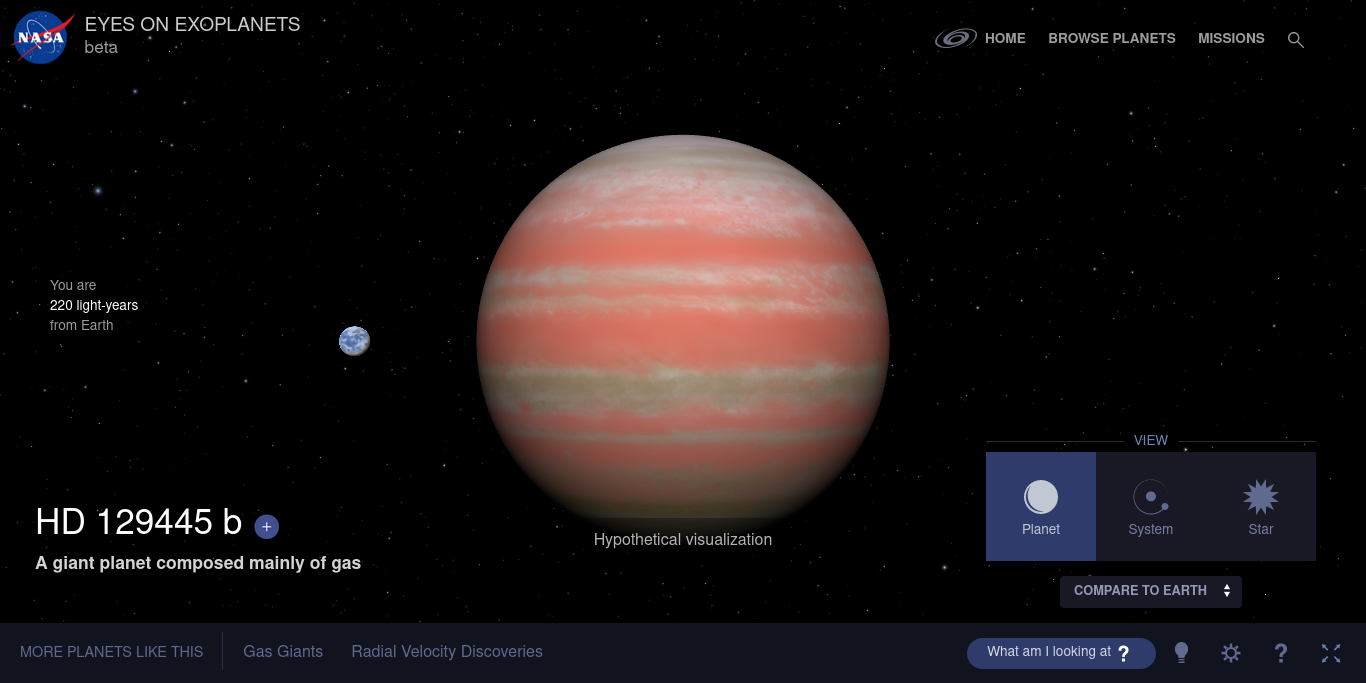 NASA
EYES ON EXOPLANETS
beta
HOME
BROWSE PLANETS
MISSIONS
You are
220 light-years
from Earth
VIEW
Planet
System
Star
HD 129445 b +
A giant planet composed mainly of gas
Hypothetical visualization
COMPARE TO EARTH
MORE PLANETS LIKE THIS
Gas Giants
Radial Velocity Discoveries
What am I looking at ?
?